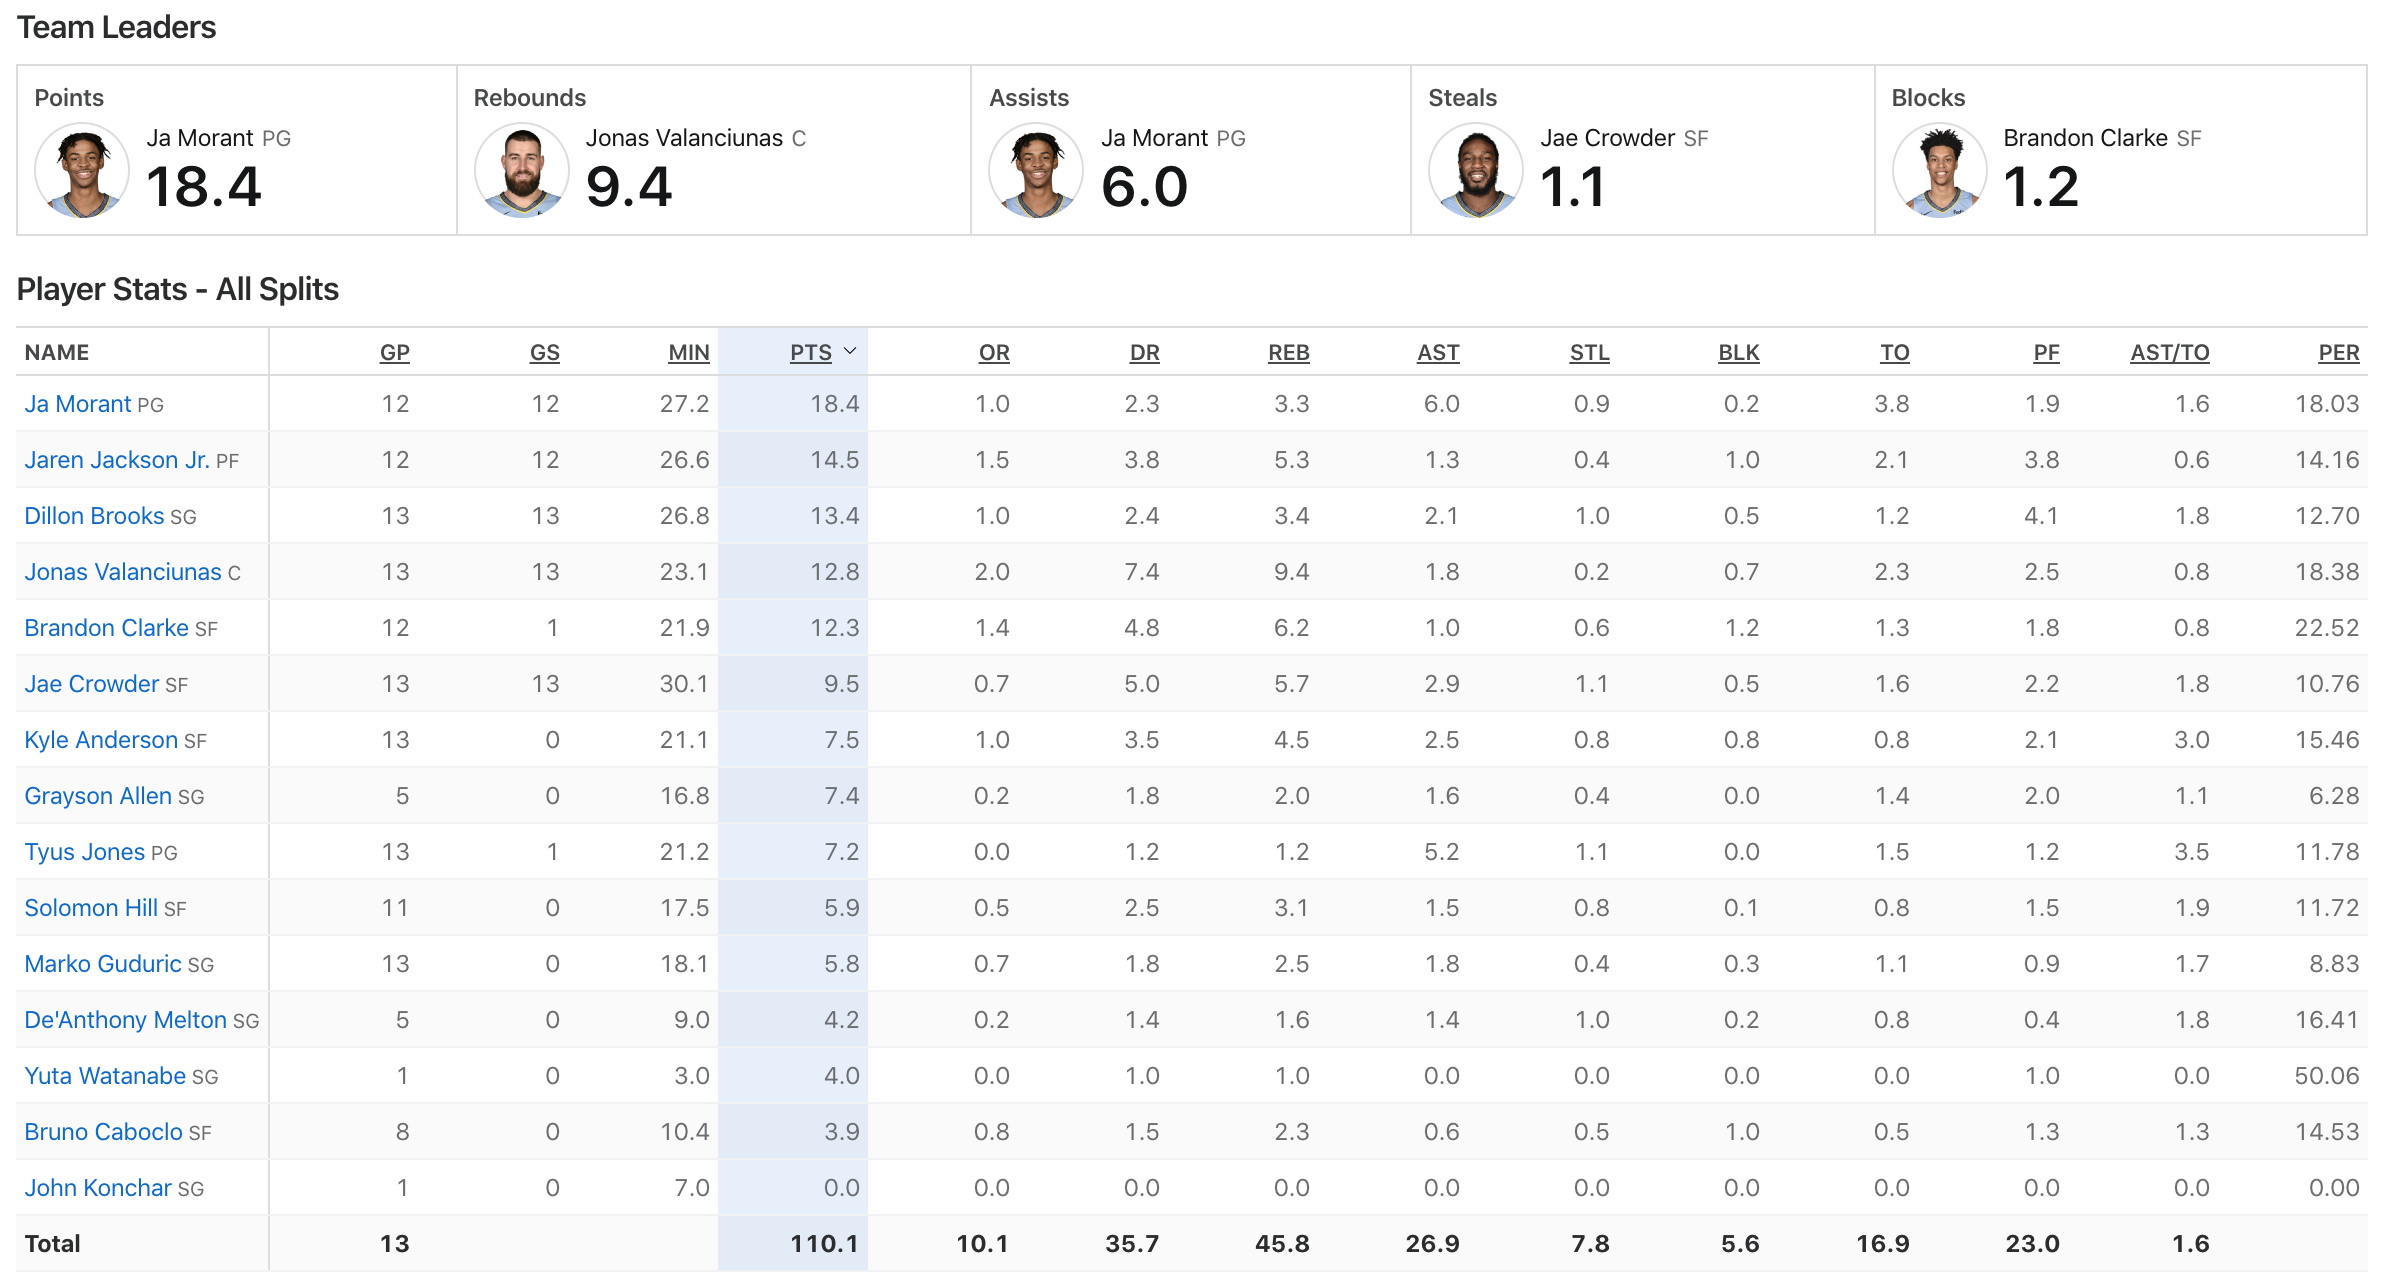 Team Leaders
Points Rebounds Assists Steals Blocks
Ja Morant PG Jonas Valanciunas C Ja Morant PG Jae Crowder SF Brandon Clarke SF
18.4 9.4 6.0 1.1 1.2
Player Stats - All Splits
NAME GP GS MIN PTS OR DR REB AST STL BLK TO PF AST/TO PER
Ja Morant PG 12 12 27.2 18.4 1.0 2.3 3.3 6.0 0.9 0.2 3.8 1.9 1.6 18.03
Jaren Jackson Jr. PF 12 12 26.6 14.5 1.5 3.8 5.3 1.3 0.4 1.0 2.1 3.8 0.6 14.16
Dillon Brooks SG 13 13 26.8 13.4 1.0 2.4 3.4 2.1 1.0 0.5 1.2 4.1 1.8 12.70
Jonas Valanciunas C 13 13 23.1 12.8 2.0 7.4 9.4 1.8 0.2 0.7 2.3 2.5 0.8 18.38
Brandon Clarke SF 12 1 21.9 12.3 1.4 4.8 6.2 1.0 0.6 1.2 1.3 1.8 0.8 22.52
Jae Crowder SF 13 13 30.1 9.5 0.7 5.0 5.7 2.9 1.1 0.5 1.6 2.2 1.8 10.76
Kyle Anderson SF 13 0 21.1 7.5 1.0 3.5 4.5 2.5 0.8 0.8 0.8 2.1 3.0 15.46
Grayson Allen SG 5 0 16.8 7.4 0.2 1.8 2.0 1.6 0.4 0.0 1.4 2.0 1.1 6.28
Tyus Jones PG 13 1 21.2 7.2 0.0 1.2 1.2 5.2 1.1 0.0 1.5 1.2 3.5 11.78
Solomon Hill SF 11 0 17.5 5.9 0.5 2.5 3.1 1.5 0.8 0.1 0.8 1.5 1.9 11.72
Marko Guduric SG 13 0 18.1 5.8 0.7 1.8 2.5 1.8 0.4 0.3 1.1 0.9 1.7 8.83
De'Anthony Melton SG 5 0 9.0 4.2 0.2 1.4 1.6 1.4 1.0 0.2 0.8 0.4 1.8 16.41
Yuta Watanabe SG 1 0 3.0 4.0 0.0 1.0 1.0 0.0 0.0 0.0 0.0 1.0 0.0 50.06
Bruno Caboclo SF 8 0 10.4 3.9 0.8 1.5 2.3 0.6 0.5 1.0 0.5 1.3 1.3 14.53
John Konchar SG 1 0 7.0 0.0 0.0 0.0 0.0 0.0 0.0 0.0 0.0 0.0 0.0 0.00
Total 13 110.1 10.1 35.7 45.8 26.9 7.8 5.6 16.9 23.0 1.6